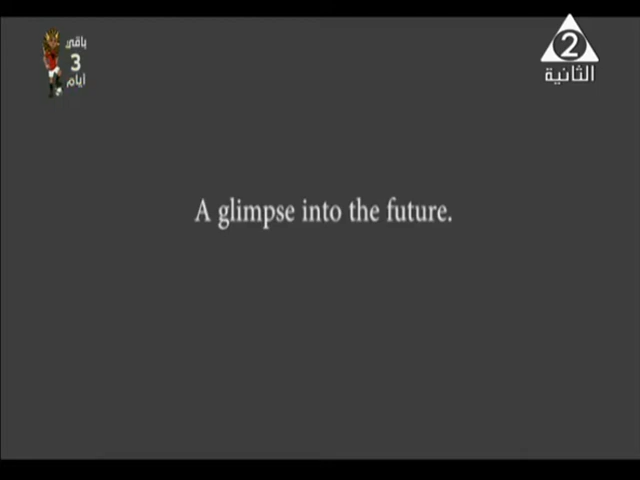 باقي
3
أيام
2
الثانية
A glimpse into the future.